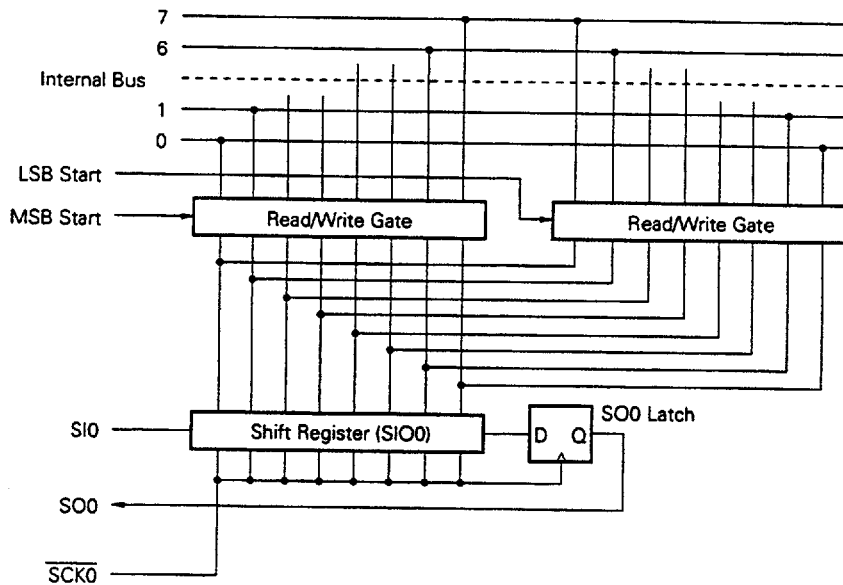 7
6
Internal Bus
1
0
LSB Start
MSB Start
Read/Write Gate
Read/Write Gate
SI0
Shift Register (SIO0)
D Q
SO0 Latch
SO0
SCK0